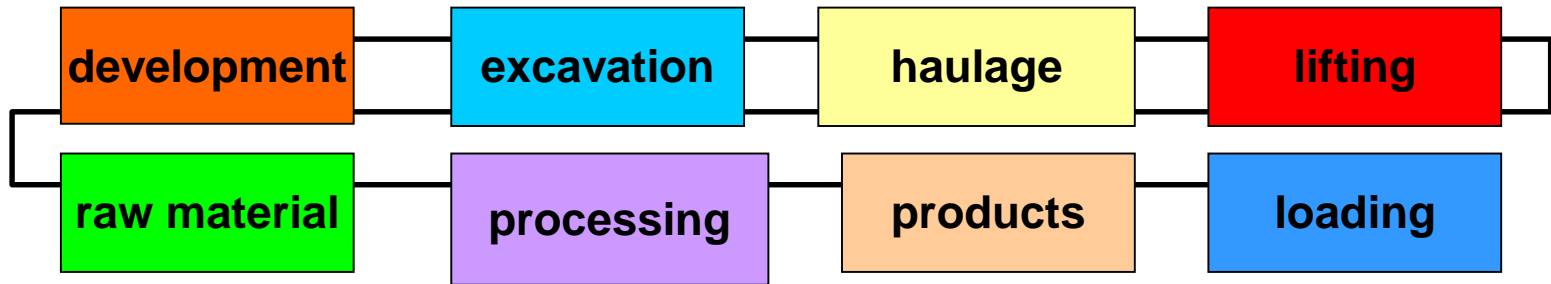 development
excavation
haulage
lifting
raw material
processing
products
loading